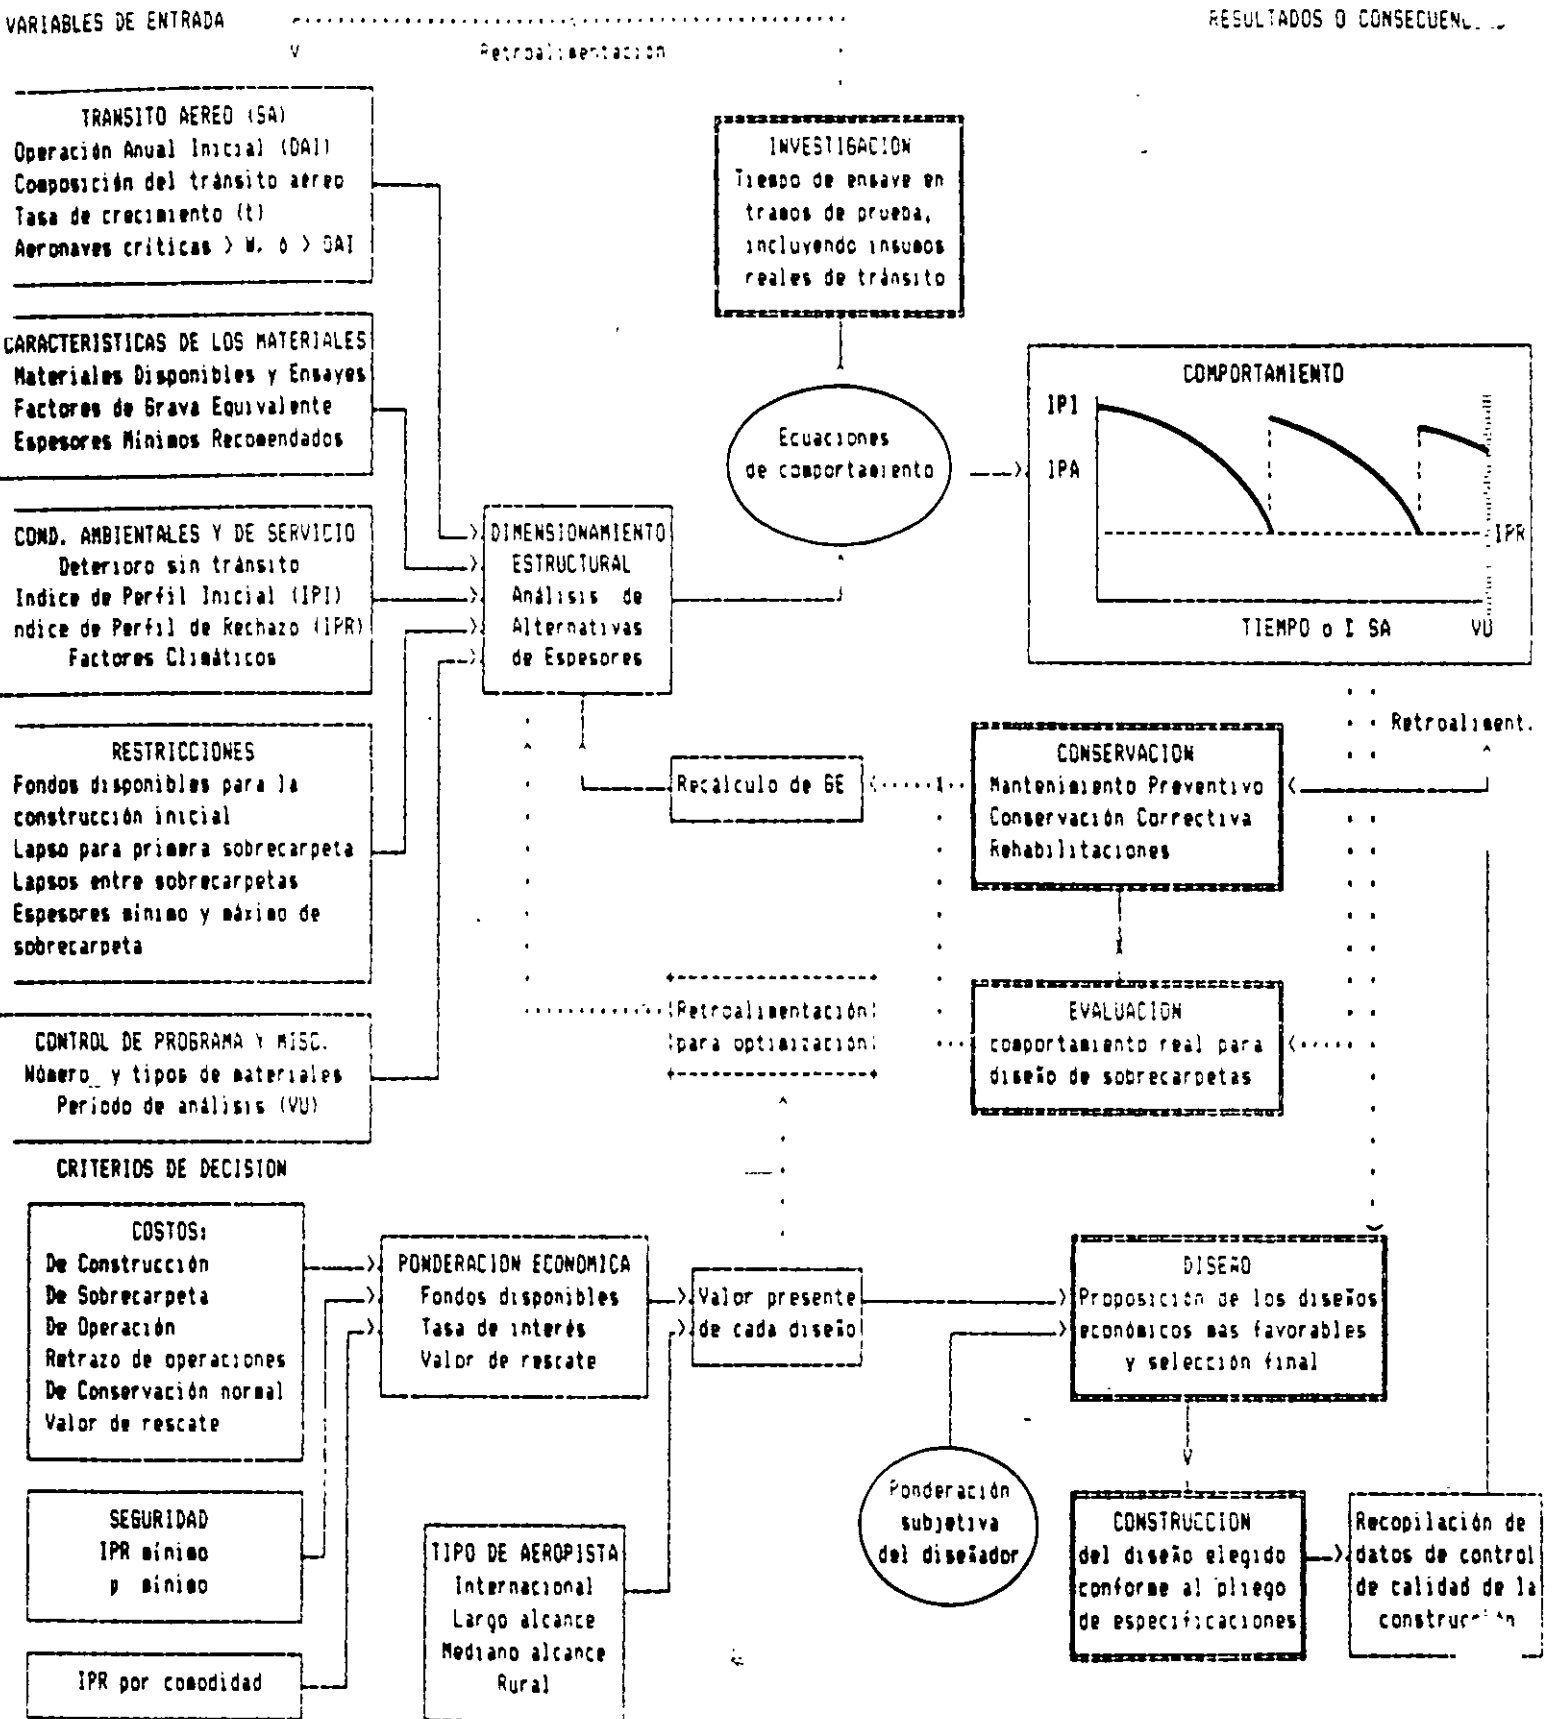 VARIABLES DE ENTRADA
RESULTADOS O
Retroalimentación
TRANSITO AEREO (SA)
Operación Anual Inicial (OAI)
Composición del tránsito aéreo
Tasa de crecimiento (t)
Aeronaves críticas > W. ó > OAI
INVESTIGACION
Tiempo de ensaye en
tramos de prueba,
incluyendo insumos
reales de tránsito
CARACTERISTICAS DE LOS MATERIALES
Materiales Disponibles y Ensayes
Factores de Grava Equivalente
Espesores Mínimos Recomendados
Ecuaciones
de comportamiento
COMPORTAMIENTO
IPI
IPA
IPR
TIEMPO o Σ SA
VU
COND. AMBIENTALES Y DE SERVICIO
Deterioro sin tránsito
Indice de Perfil Inicial (IPI)
ndice de Perfil de Rechazo (IPR)
Factores Climáticos
DIMENSIONAMIENTO
ESTRUCTURAL
Análisis de
Alternativas
de Espesores
RESTRICCIONES
Fondos disponibles para la
construcción inicial
Lapso para primera sobrecarpeta
Lapsos entre sobrecarpetas
Espesores mínimo y máximo de
sobrecarpeta
Recálculo de GE
CONSERVACION
Mantenimiento Preventivo
Conservación Correctiva
Rehabilitaciones
Retroaliment.
Retroalimentación
para optimización
EVALUACION
comportamiento real para
diseño de sobrecarpetas
CONTROL DE PROGRAMA Y MISC.
Número y tipos de materiales
Período de análisis (VU)
CRITERIOS DE DECISION
COSTOS:
De Construcción
De Sobrecarpeta
De Operación
Retrazo de operaciones
De Conservación normal
Valor de rescate
PONDERACION ECONOMICA
Fondos disponibles
Tasa de interés
Valor de rescate
Valor presente
de cada diseño
DISEÑO
Proposición de los diseños
económicos mas favorables
y selección final
SEGURIDAD
IPR mínimo
p mínimo
IPR por comodidad
TIPO DE AEROPISTA
Internacional
Largo alcance
Mediano alcance
Rural
Ponderación
subjetiva
del diseñador
CONSTRUCCION
del diseño elegido
conforme al pliego
de especificaciones
Recopilación de
datos de control
de calidad de la